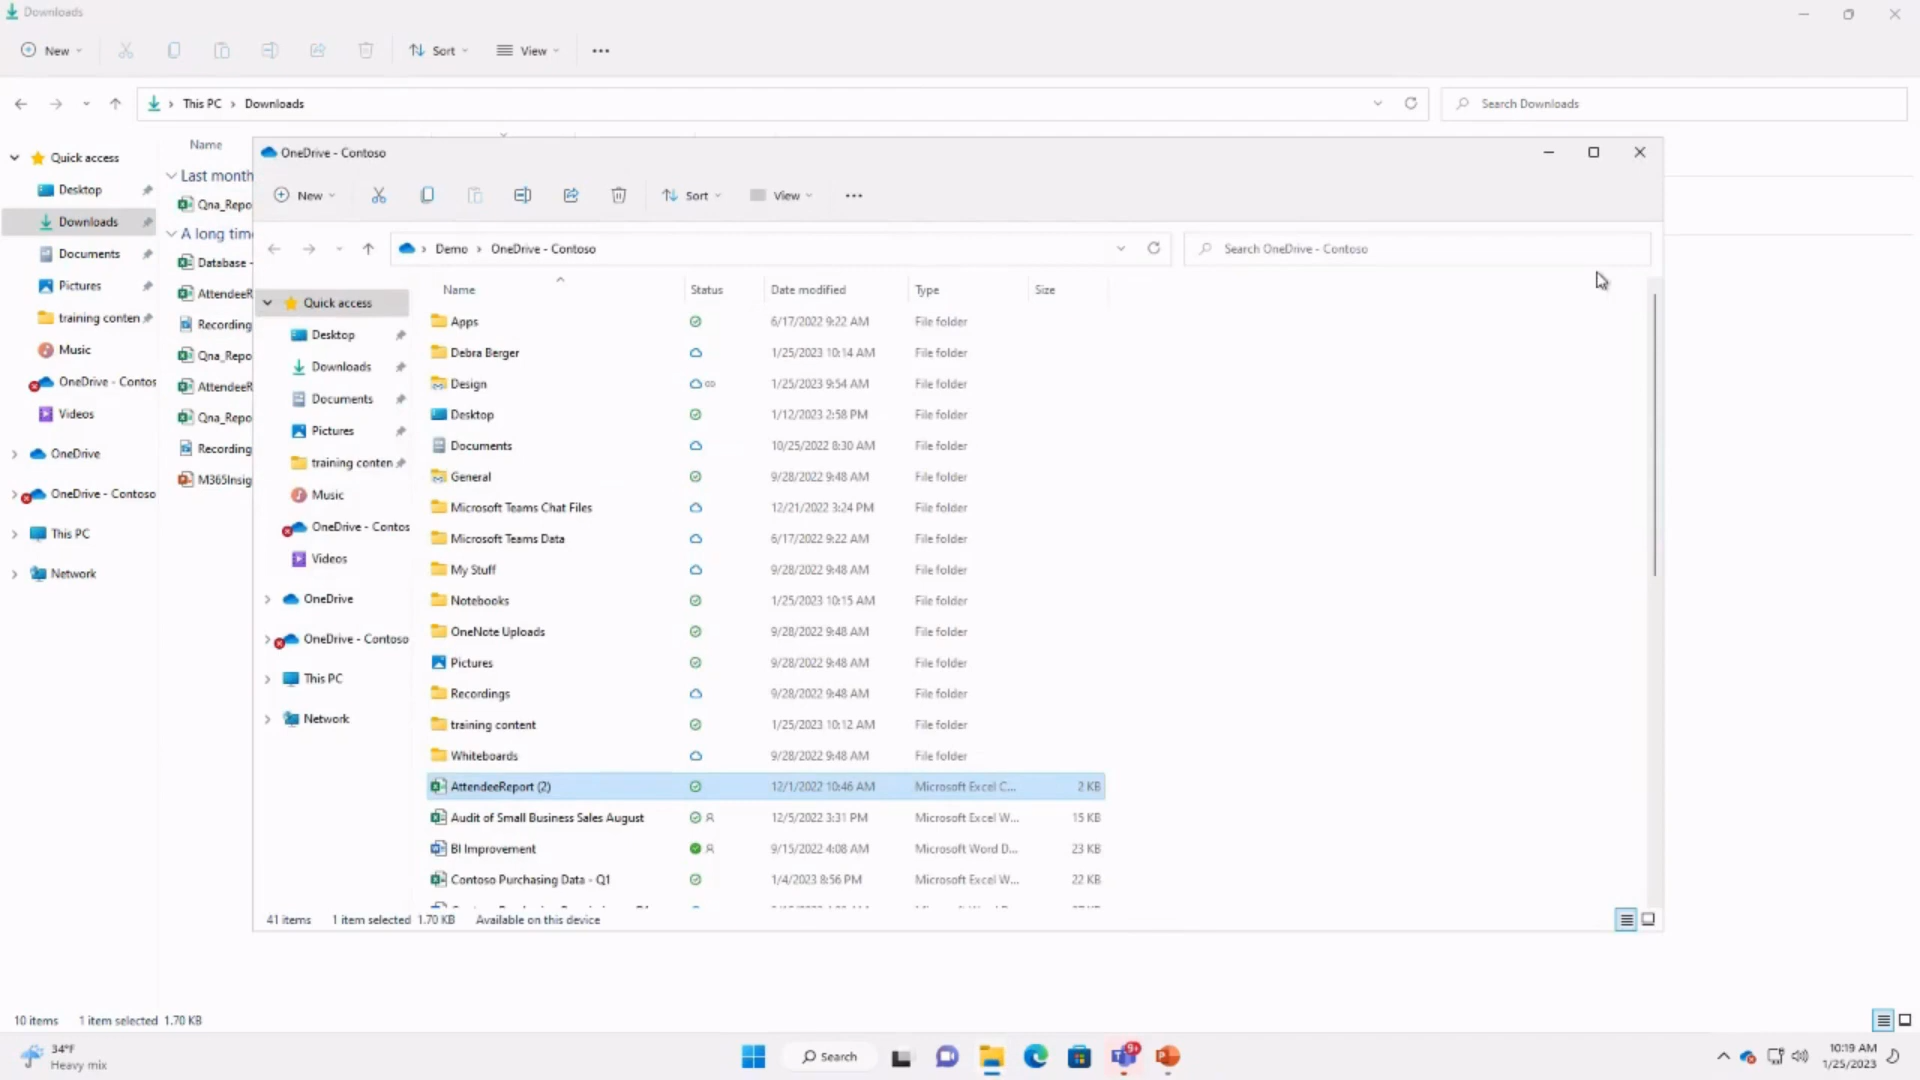 Downloads
New Sort View
This PC > Downloads Search Downloads
Quick access
Desktop
Downloads
Documents
Pictures
training conten
Music
OneDrive - Contos
Videos
OneDrive
OneDrive - Contoso
This PC
Network
Name
Last month
Qna_Repo
A long tim
Database -
AttendeeR
Recording
Qna_Repo
AttendeeR
Qna_Repo
Recording
M365Insig
OneDrive - Contoso
New Sort View
Demo > OneDrive - Contoso Search OneDrive - Contoso
Quick access
Desktop
Downloads
Documents
Pictures
training conten
Music
OneDrive - Contos
Videos
OneDrive
OneDrive - Contoso
This PC
Network
Name Status Date modified Type Size
Apps 6/17/2022 9:22 AM File folder
Debra Berger 1/25/2023 10:14 AM File folder
Design 1/25/2023 9:54 AM File folder
Desktop 1/12/2023 2:58 PM File folder
Documents 10/25/2022 8:30 AM File folder
General 9/28/2022 9:48 AM File folder
Microsoft Teams Chat Files 12/21/2022 3:24 PM File folder
Microsoft Teams Data 6/17/2022 9:22 AM File folder
My Stuff 9/28/2022 9:48 AM File folder
Notebooks 1/25/2023 10:15 AM File folder
OneNote Uploads 9/28/2022 9:48 AM File folder
Pictures 9/28/2022 9:48 AM File folder
Recordings 9/28/2022 9:48 AM File folder
training content 1/25/2023 10:12 AM File folder
Whiteboards 9/28/2022 9:48 AM File folder
AttendeeReport (2) 12/1/2022 10:46 AM Microsoft Excel C... 2 KB
Audit of Small Business Sales August 12/5/2022 3:31 PM Microsoft Excel W... 15 KB
BI Improvement 9/15/2022 4:08 AM Microsoft Word D... 23 KB
Contoso Purchasing Data - Q1 1/4/2023 8:56 PM Microsoft Excel W... 22 KB
41 items 1 item selected 1.70 KB Available on this device
10 items 1 item selected 1.70 KB
34°F
Heavy mix
Search
9+
10:19 AM
1/25/2023